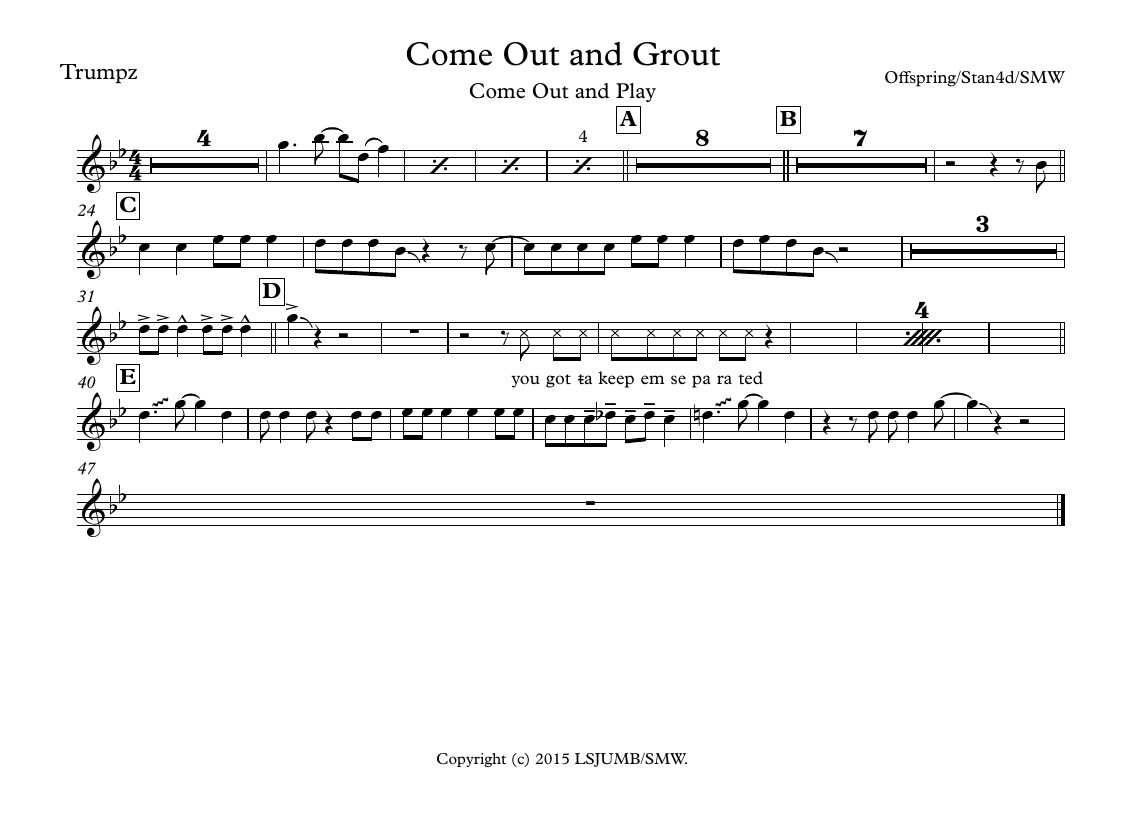 Come Out and Grout
Trumpz
Offspring/Stan4d/SMW
Come Out and Play
A
B
4
4
8
7
24
C
3
31
D
4
you got ta keep em se pa ra ted
40
E
47
Copyright (c) 2015 LSJUMB/SMW.